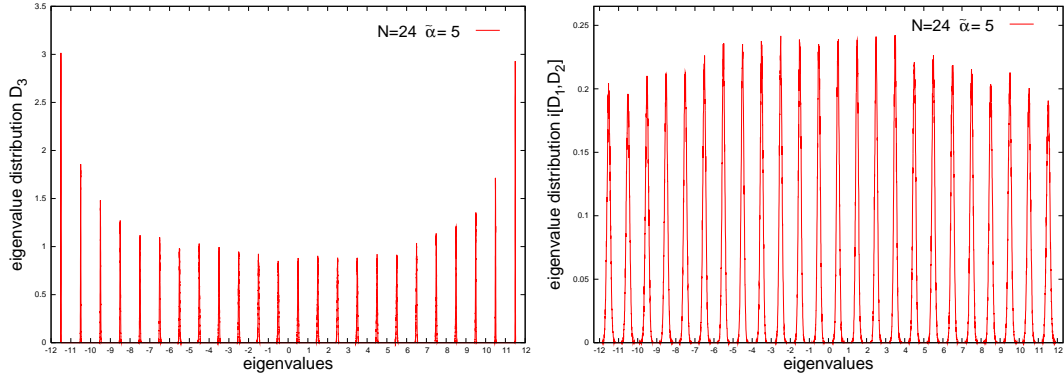 N=24 α̃= 5
eigenvalue distribution D3
3.5
3
2.5
2
1.5
1
0.5
0
-12 -11 -10 -9 -8 -7 -6 -5 -4 -3 -2 -1 0 1 2 3 4 5 6 7 8 9 10 11 12
eigenvalues
N=24 α̃= 5
eigenvalue distribution i[D1,D2]
0.25
0.2
0.15
0.1
0.05
0
-12 -11 -10 -9 -8 -7 -6 -5 -4 -3 -2 -1 0 1 2 3 4 5 6 7 8 9 10 11 12
eigenvalues